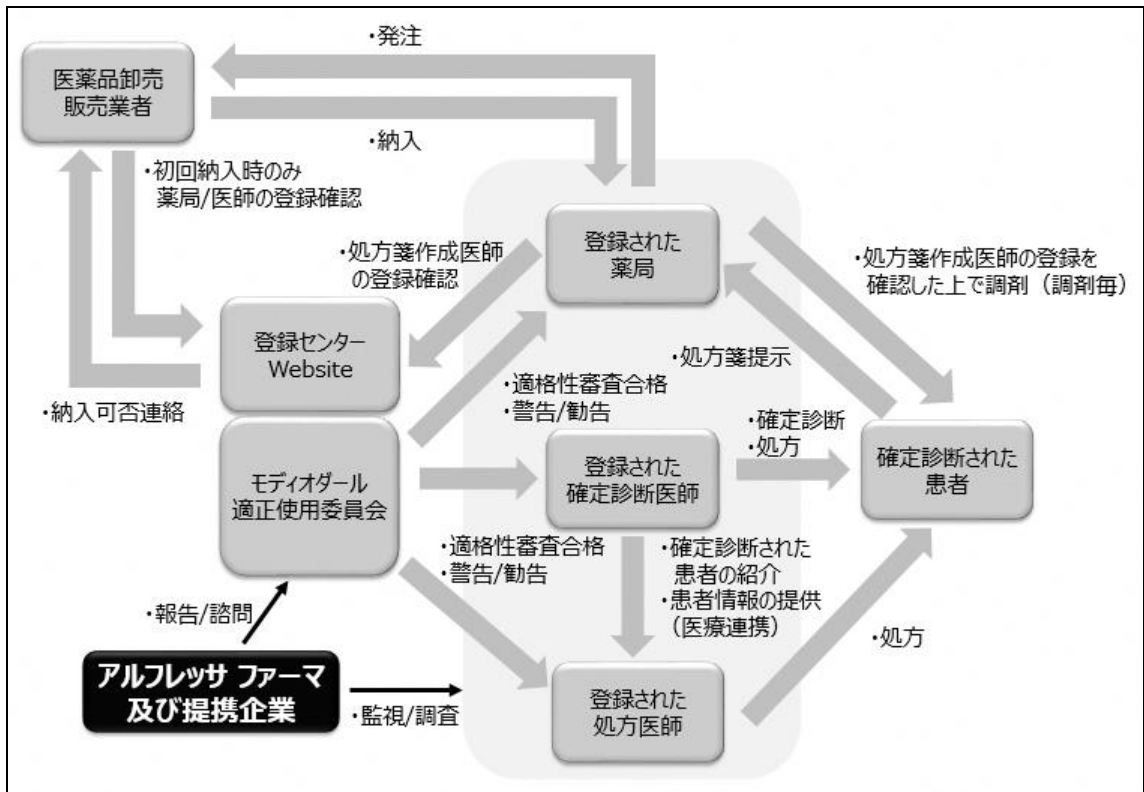 ・発注
医薬品卸売
販売業者
・納入
・初回納入時のみ
薬局/医師の登録確認
登録された
薬局
・処方箋作成医師
の登録確認
・処方箋作成医師の登録を
確認した上で調剤（調剤毎）
登録センター
Website
・処方箋提示
・適格性審査合格
・警告/勧告
・納入可否連絡
・確定診断
・処方
モディオダール
適正使用委員会
登録された
確定診断医師
確定診断された
患者
・適格性審査合格
・警告/勧告
・確定診断された
患者の紹介
・患者情報の提供
（医療連携）
・報告/諮問
・処方
アルフレッサ ファーマ
及び提携企業
・監視/調査
登録された
処方医師